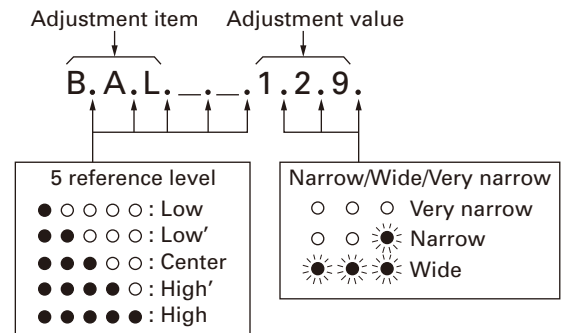 Adjustment item Adjustment value
B.A.L._._.1.2.9.
5 reference level
● ○ ○ ○ ○ : Low
● ● ○ ○ ○ : Low′
● ● ● ○ ○ : Center
● ● ● ● ○ : High′
● ● ● ● ● : High
Narrow/Wide/Very narrow
○ ○ ○ Very narrow
○ ○ ● Narrow
● ● ● Wide